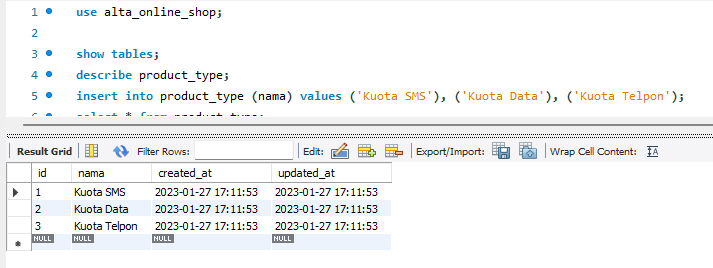 1 use alta_online_shop;
2
3 show tables;
4 describe product_type;
5 insert into product_type (nama) values ('Kuota SMS'), ('Kuota Data'), ('Kuota Telpon');
6 select * from product_type;
Result Grid Filter Rows: Edit: Export/Import: Wrap Cell Content: IA
id nama created_at updated_at
1 Kuota SMS 2023-01-27 17:11:53 2023-01-27 17:11:53
2 Kuota Data 2023-01-27 17:11:53 2023-01-27 17:11:53
3 Kuota Telpon 2023-01-27 17:11:53 2023-01-27 17:11:53
NULL NULL NULL NULL